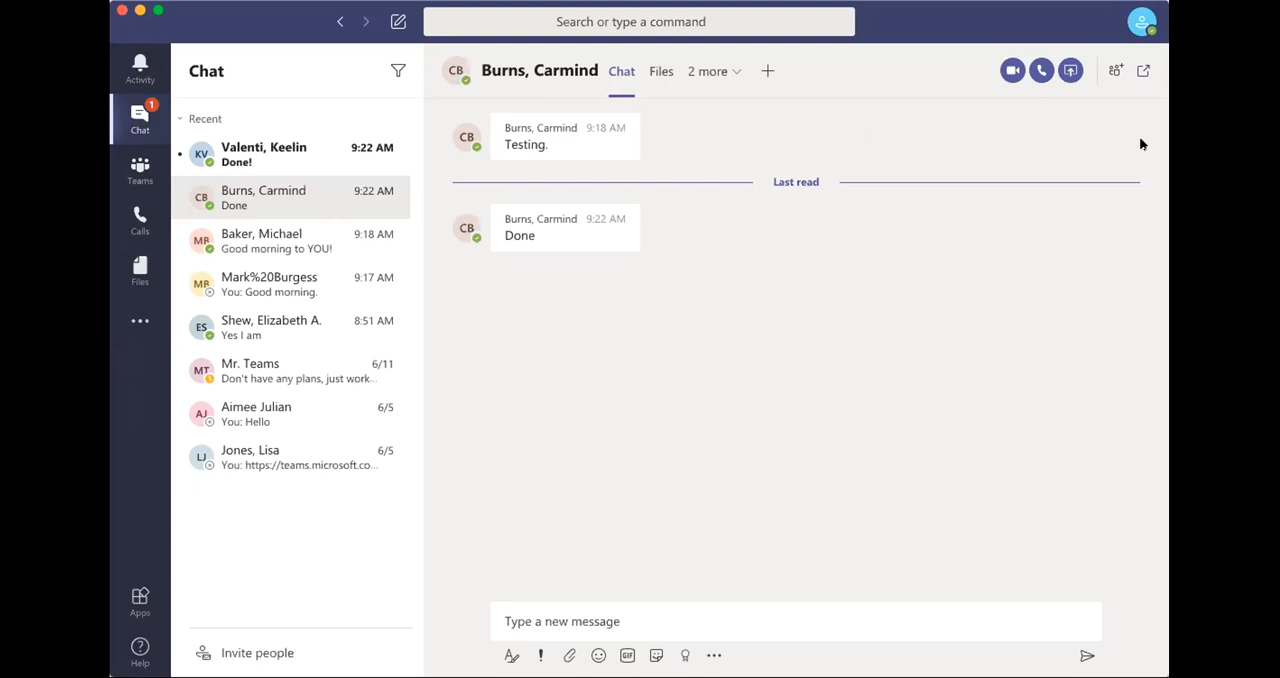 Search or type a command
Activity
1
Chat
Teams
Calls
Files
Apps
Help
Chat
Recent
KV
Valenti, Keelin 9:22 AM
Done!
CB
Burns, Carmind 9:22 AM
Done
MB
Baker, Michael 9:18 AM
Good morning to YOU!
MB
Mark%20Burgess 9:17 AM
You: Good morning.
ES
Shew, Elizabeth A. 8:51 AM
Yes I am
MT
Mr. Teams 6/11
Don't have any plans, just work...
AJ
Aimee Julian 6/5
You: Hello
LJ
Jones, Lisa 6/5
You: https://teams.microsoft.co...
Invite people
CB
Burns, Carmind Chat Files 2 more
CB
Burns, Carmind 9:18 AM
Testing.
Last read
CB
Burns, Carmind 9:22 AM
Done
Type a new message
GIF